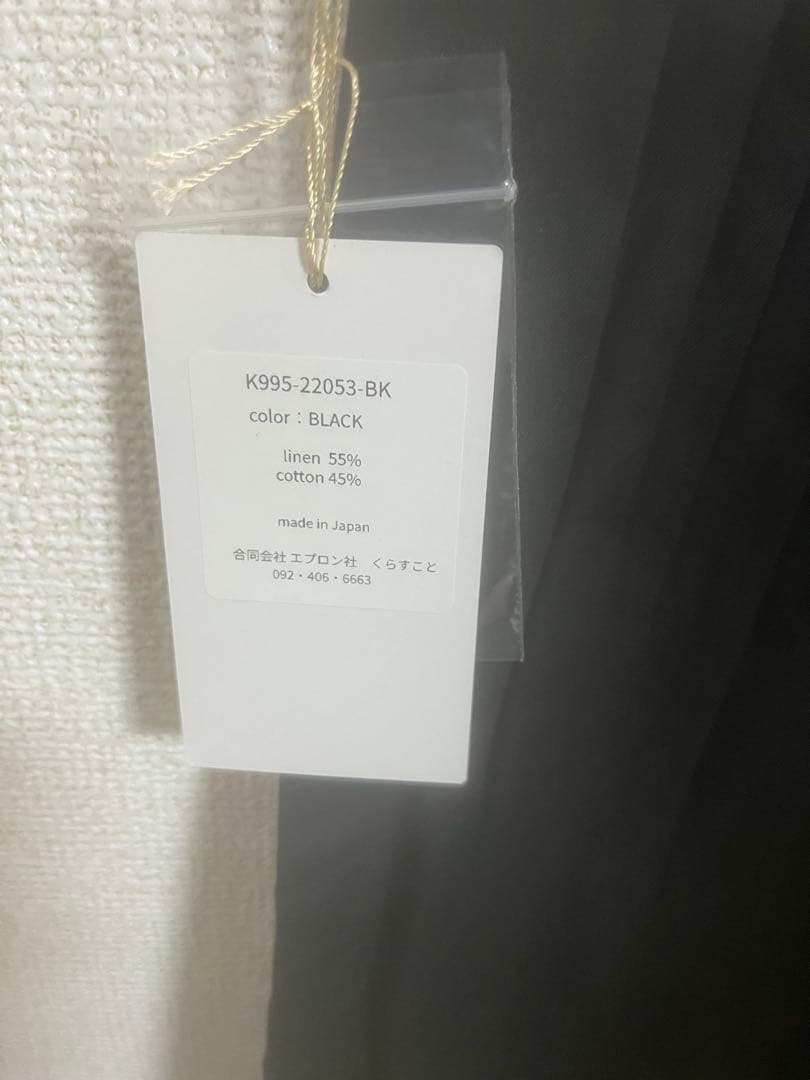 K995-22053-BK
color：BLACK
linen 55%
cotton 45%
made in Japan
合同会社 エプロン社　くらすこと
092・406・6663